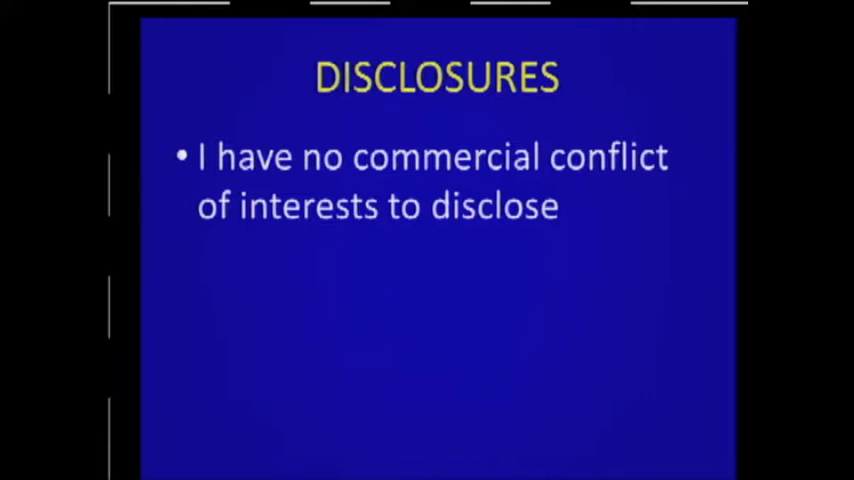 DISCLOSURES
• I have no commercial conflict
of interests to disclose